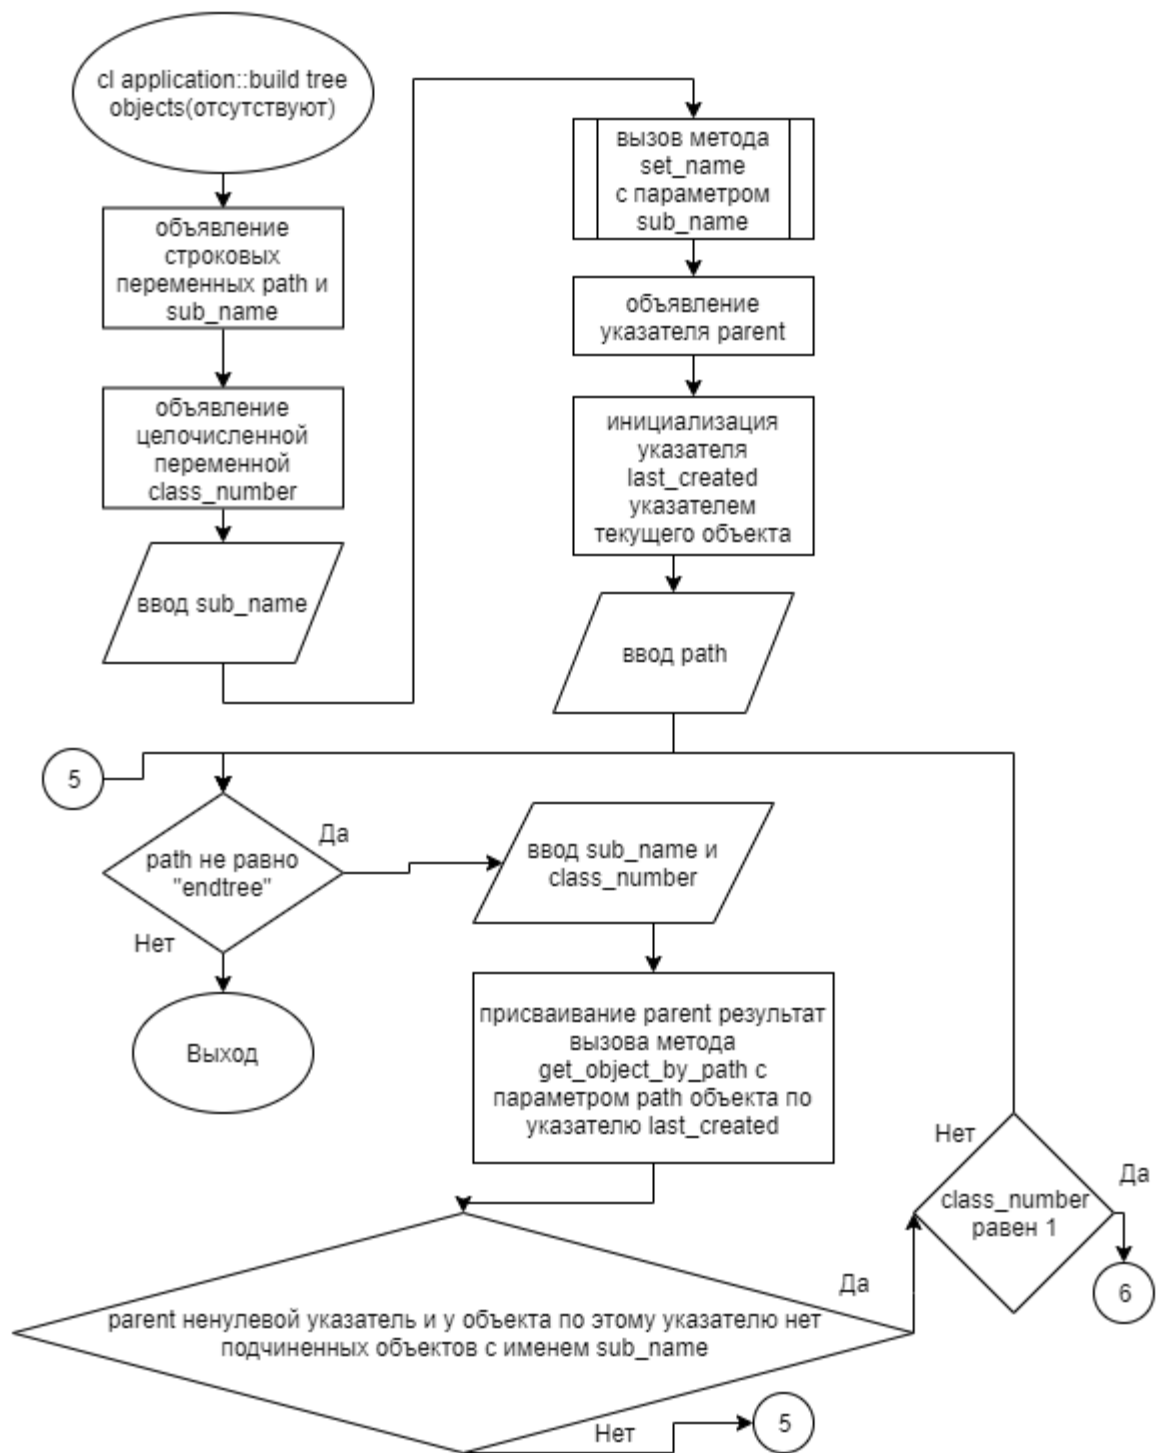 cl application::build tree
objects(отсутствуют)
объявление
строковых
переменных path и
sub_name
объявление
целочисленной
переменной
class_number
ввод sub_name
вызов метода
set_name
с параметром
sub_name
объявление
указателя parent
инициализация
указателя
last_created
указателем
текущего объекта
ввод path
5
path не равно
"endtree"
Да
Нет
Выход
ввод sub_name и
class_number
присваивание parent результат
вызова метода
get_object_by_path с
параметром path объекта по
указателю last_created
parent ненулевой указатель и у объекта по этому указателю нет
подчиненных объектов с именем sub_name
Да
Нет
5
class_number
равен 1
Нет
Да
6